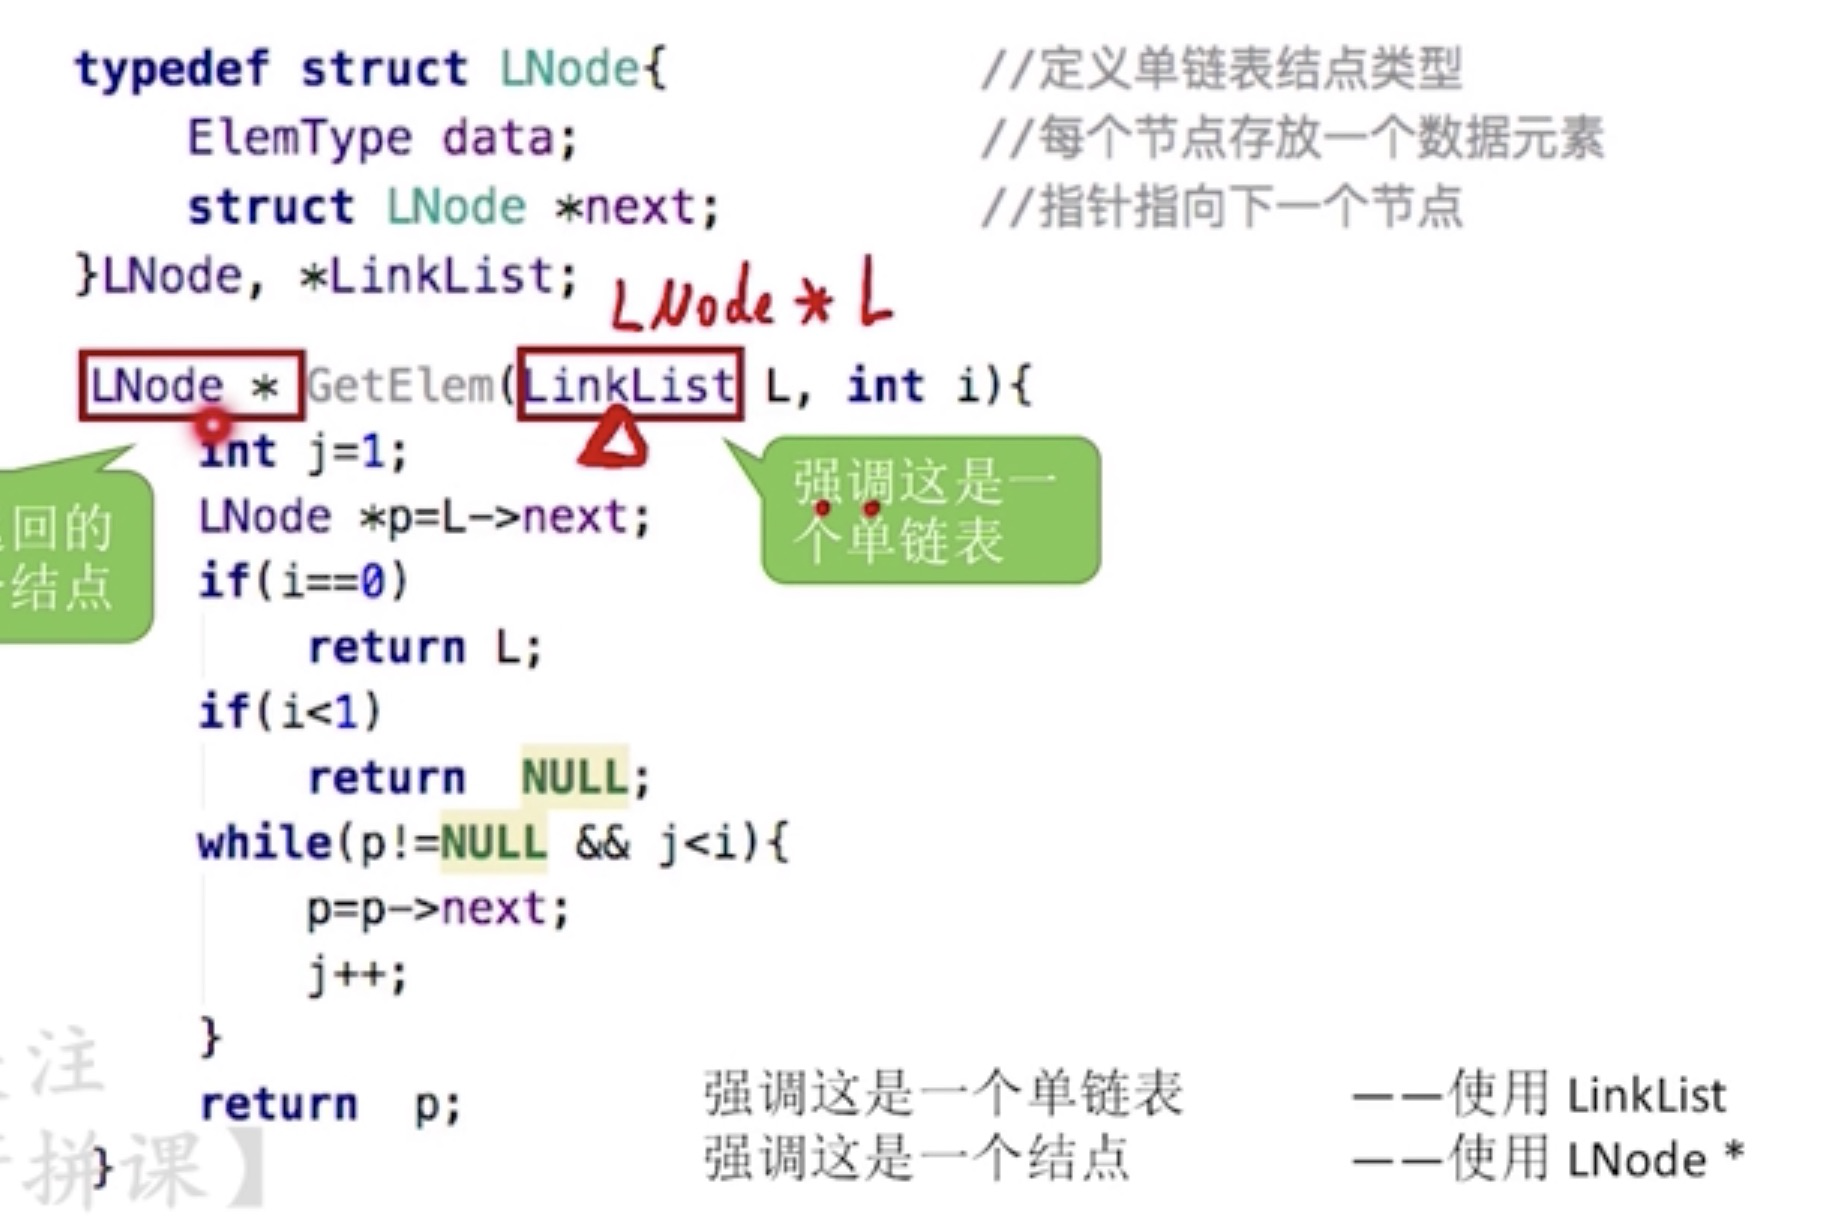 typedef struct LNode{ //定义单链表结点类型
ElemType data; //每个节点存放一个数据元素
struct LNode *next; //指针指向下一个节点
}LNode, *LinkList;
LNode * L
LNode * GetElem(LinkList L, int i){
int j=1;
强调这是一
个单链表
回的
结点
LNode *p=L->next;
if(i==0)
return L;
if(i<1)
return NULL;
while(p!=NULL && j<i){
p=p->next;
j++;
}
return p;
}
注
拼课】
强调这是一个单链表 ——使用 LinkList
强调这是一个结点 ——使用 LNode *